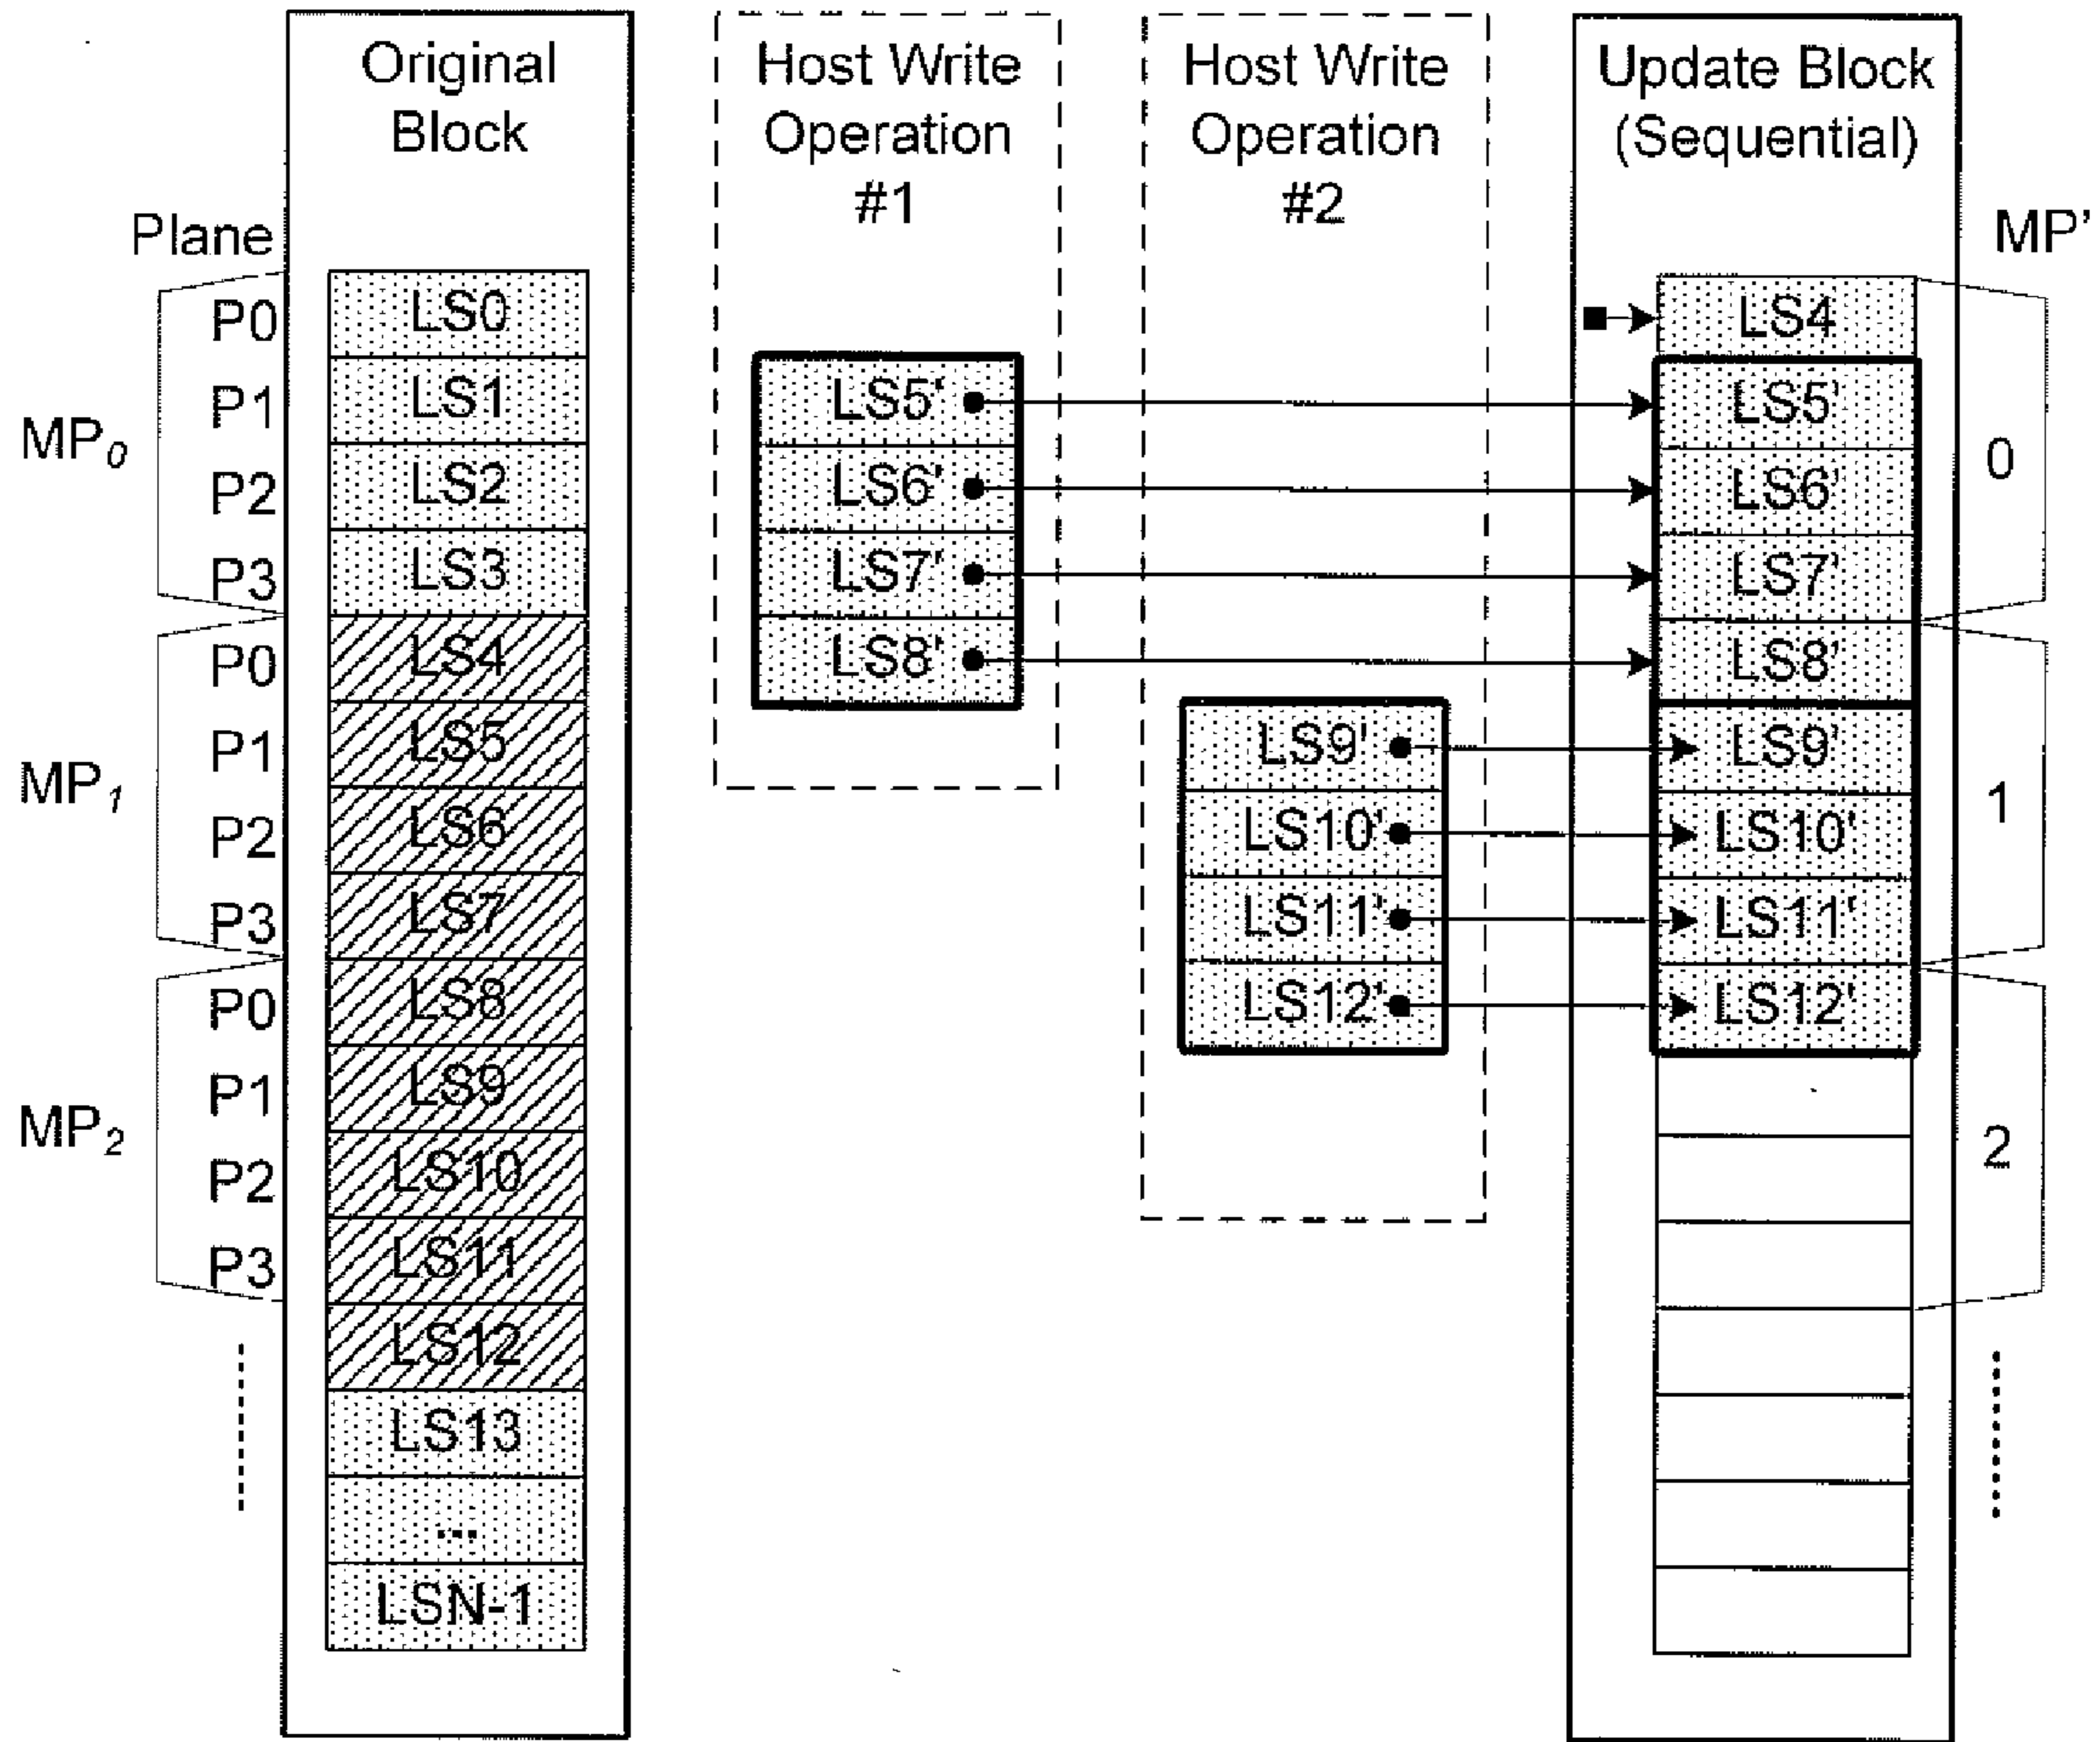 Original
Block
Host Write
Operation
#1
Host Write
Operation
#2
Update Block
(Sequential)
Plane
MP'
MP0
P0
P1
P2
P3
MP1
P0
P1
P2
P3
MP2
P0
P1
P2
P3
LS0
LS1
LS2
LS3
LS4
LS5
LS6
LS7
LS8
LS9
LS10
LS11
LS12
LS13
...
LSN-1
LS5'
LS6'
LS7'
LS8'
LS9'
LS10'
LS11'
LS12'
LS4
LS5'
LS6'
LS7'
LS8'
LS9'
LS10'
LS11'
LS12'
0
1
2